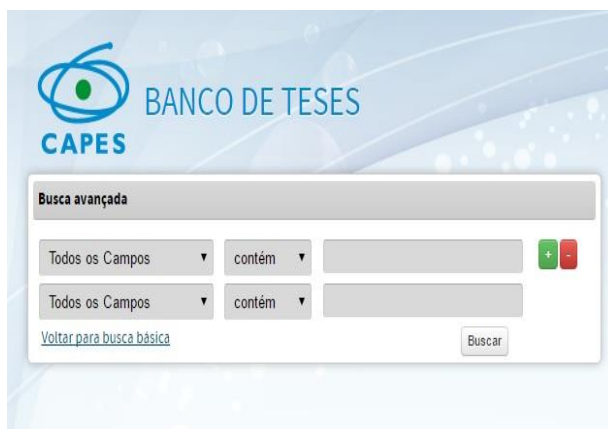 BANCO DE TESES
CAPES
Busca avançada
Todos os Campos contém + -
Todos os Campos contém
Voltar para busca básica Buscar